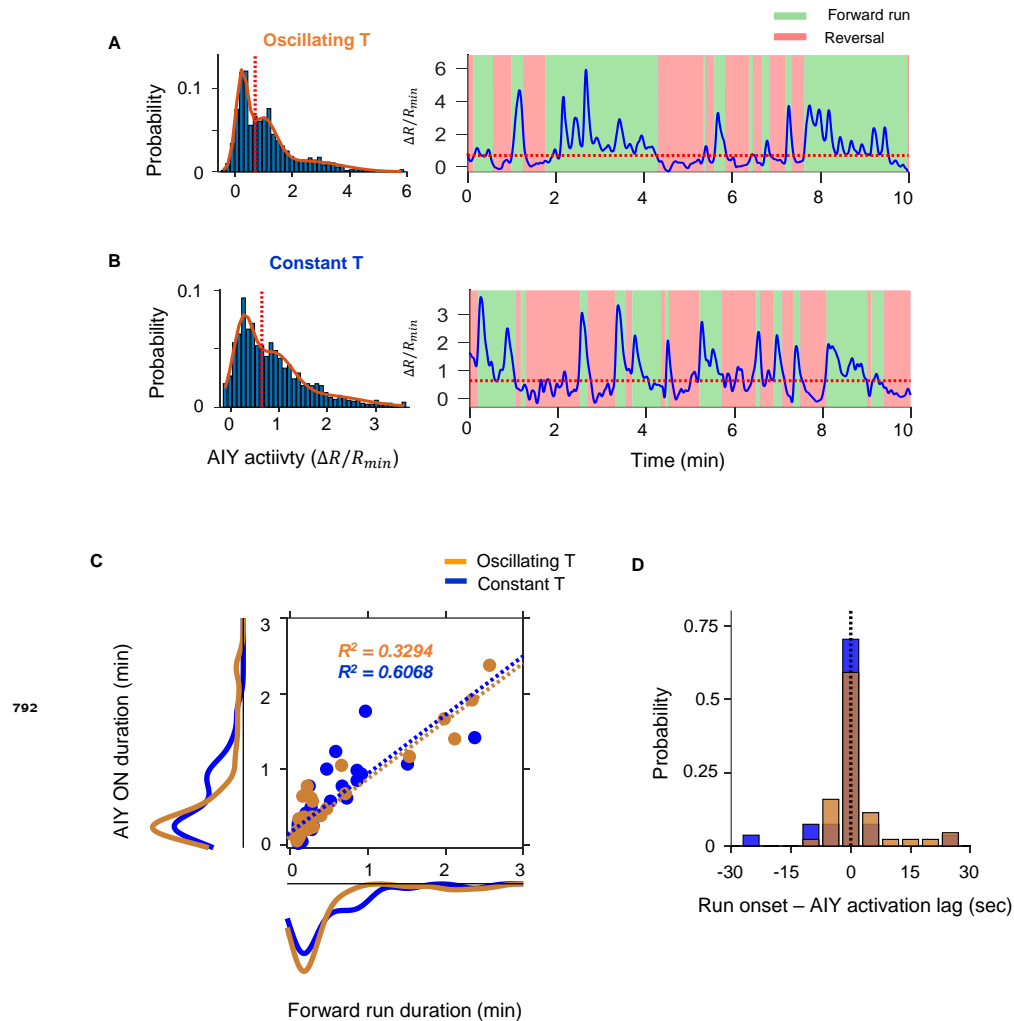 Forward run
Reversal
A
Oscillating T
Probability
0.1
0
0
2
4
6
ΔR/Rmin
6
4
2
0
0
2
4
6
8
10
B
Constant T
Probability
0.1
0
0
1
2
3
AIY actiivty (ΔR/Rmin)
ΔR/Rmin
3
2
1
0
0
2
4
6
8
10
Time (min)
C
Oscillating T
Constant T
AIY ON duration (min)
3
2
1
0
R² = 0.3294
R² = 0.6068
0
1
2
3
Forward run duration (min)
D
Probability
0.75
0.5
0.25
0
-30
-15
0
15
30
Run onset – AIY activation lag (sec)
792